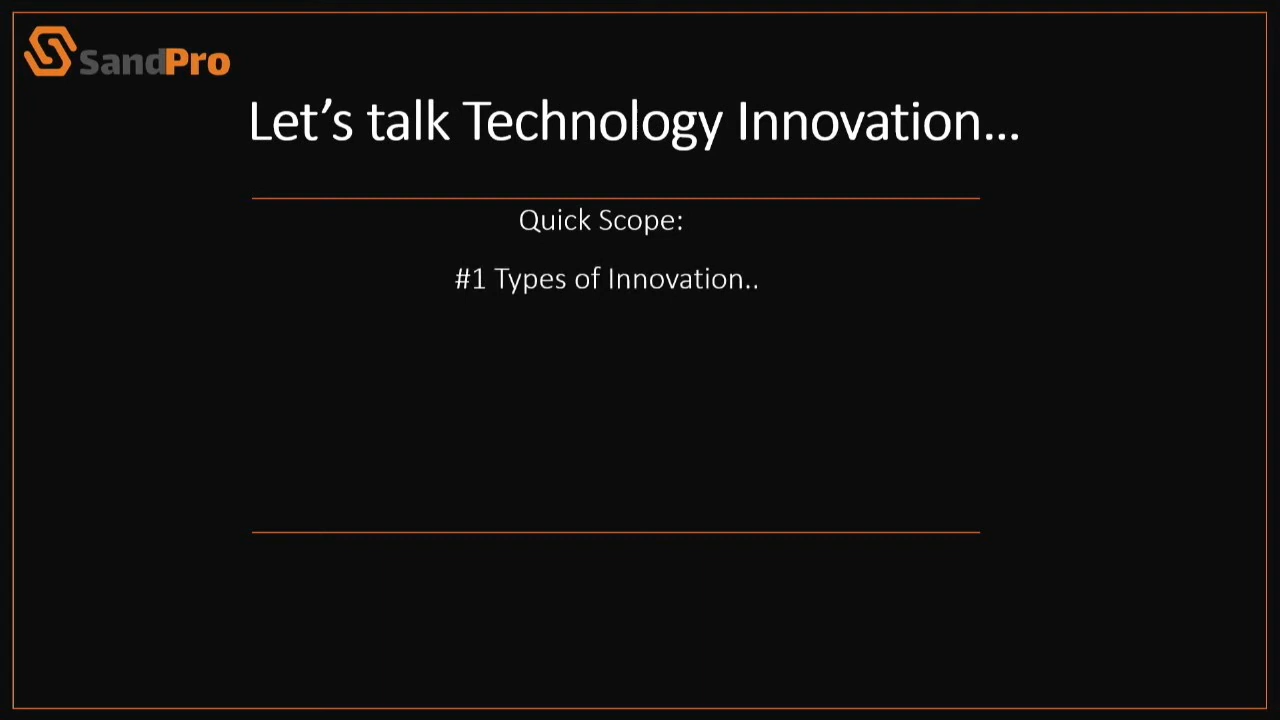 SandPro
Let’s talk Technology Innovation...
Quick Scope:
#1 Types of Innovation..